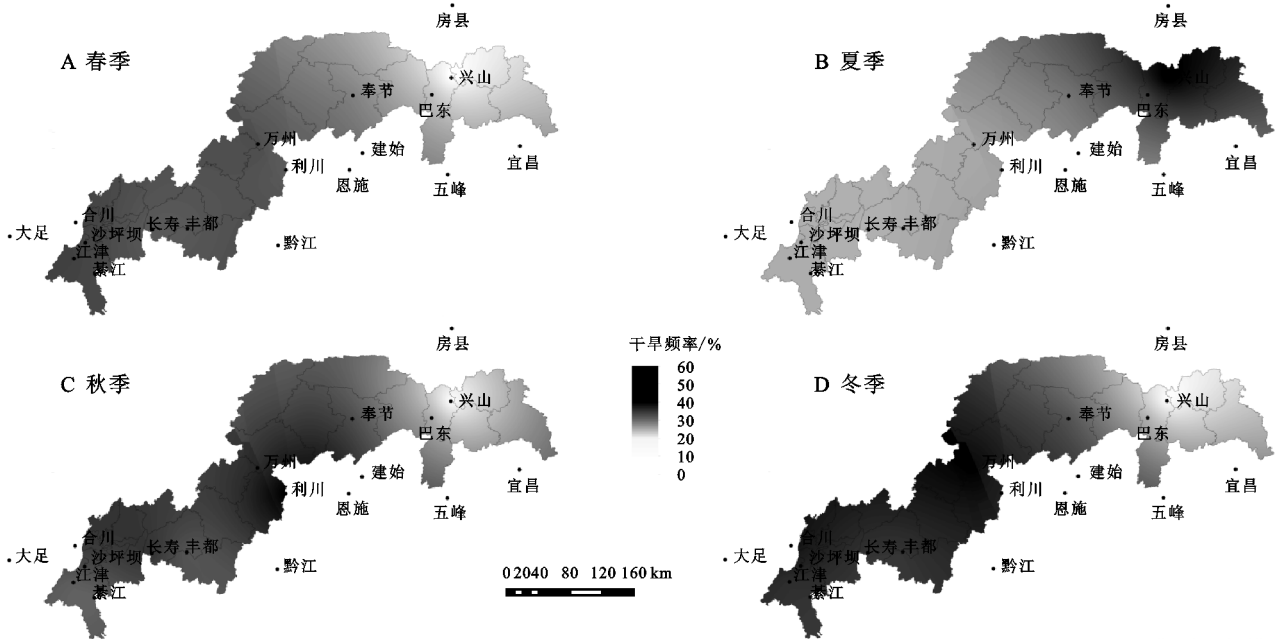 房县
A 春季
兴山
奉节
巴东
万州
建始
利川
宜昌
恩施
五峰
合川
长寿 丰都
大足
沙坪坝
黔江
江津
綦江
房县
B 夏季
兴山
奉节
巴东
万州
建始
利川
宜昌
恩施
五峰
合川
长寿 丰都
大足
沙坪坝
黔江
江津
綦江
房县
C 秋季
兴山
奉节
巴东
万州
建始
利川
宜昌
恩施
五峰
合川
长寿 丰都
大足
沙坪坝
黔江
江津
綦江
干旱频率/%
60
50
40
30
20
10
0
0 20 40 80 120 160 km
房县
D 冬季
兴山
奉节
巴东
万州
建始
利川
宜昌
恩施
五峰
合川
长寿 丰都
大足
沙坪坝
黔江
江津
綦江